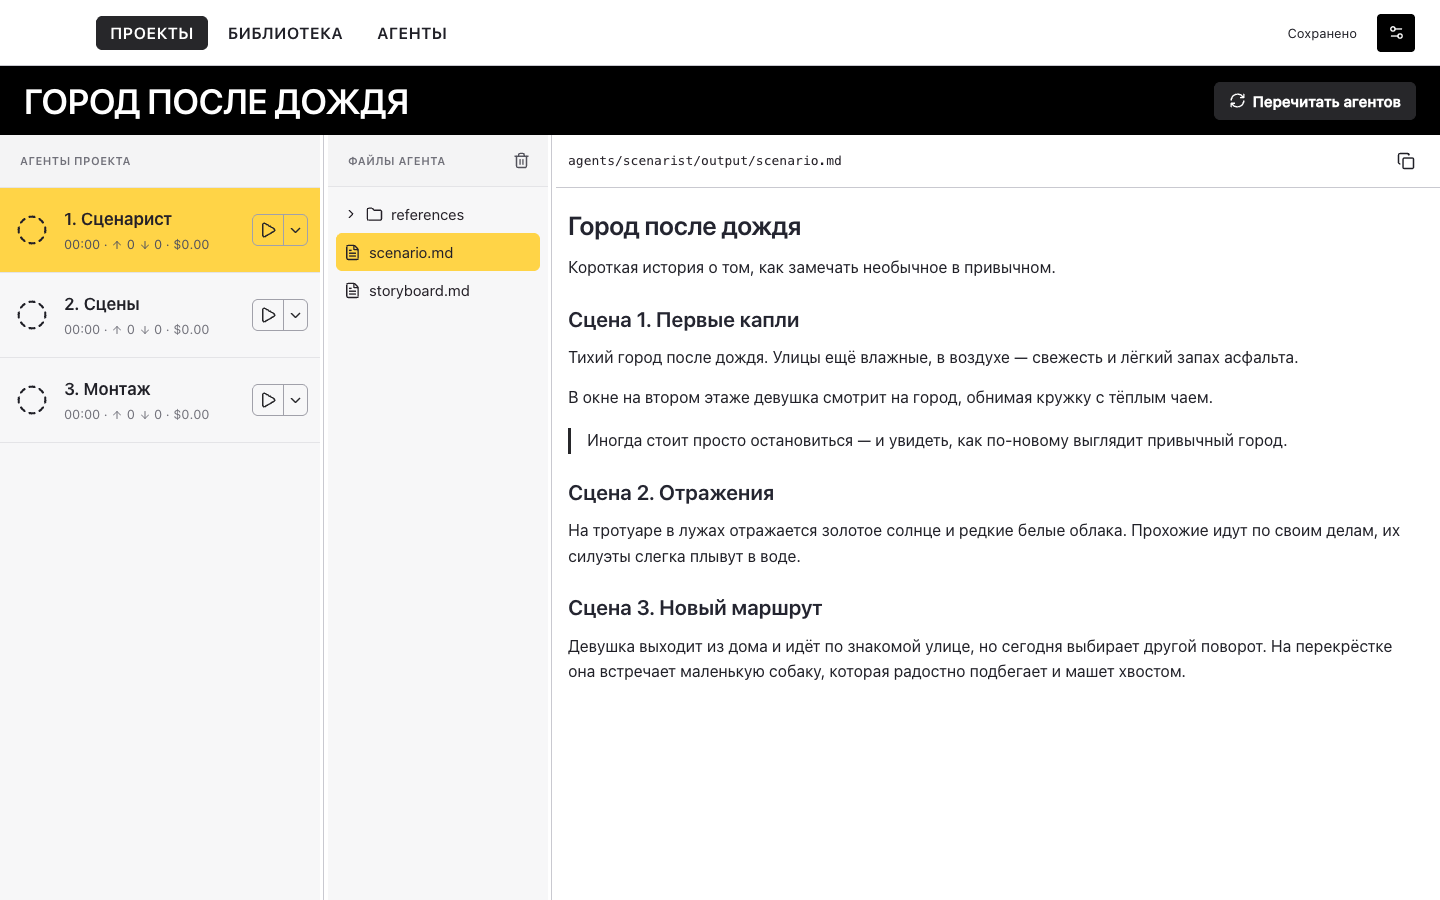 ПРОЕКТЫ БИБЛИОТЕКА АГЕНТЫ Сохранено
ГОРОД ПОСЛЕ ДОЖДЯ Перечитать агентов
АГЕНТЫ ПРОЕКТА
1. Сценарист
00:00 · ↑ 0 ↓ 0 · $0.00
2. Сцены
00:00 · ↑ 0 ↓ 0 · $0.00
3. Монтаж
00:00 · ↑ 0 ↓ 0 · $0.00
ФАЙЛЫ АГЕНТА
references
scenario.md
storyboard.md
agents/scenarist/output/scenario.md
Город после дождя
Короткая история о том, как замечать необычное в привычном.
Сцена 1. Первые капли
Тихий город после дождя. Улицы ещё влажные, в воздухе — свежесть и лёгкий запах асфальта.
В окне на втором этаже девушка смотрит на город, обнимая кружку с тёплым чаем.
Иногда стоит просто остановиться — и увидеть, как по-новому выглядит привычный город.
Сцена 2. Отражения
На тротуаре в лужах отражается золотое солнце и редкие белые облака. Прохожие идут по своим делам, их
силуэты слегка плывут в воде.
Сцена 3. Новый маршрут
Девушка выходит из дома и идёт по знакомой улице, но сегодня выбирает другой поворот. На перекрёстке
она встречает маленькую собаку, которая радостно подбегает и машет хвостом.